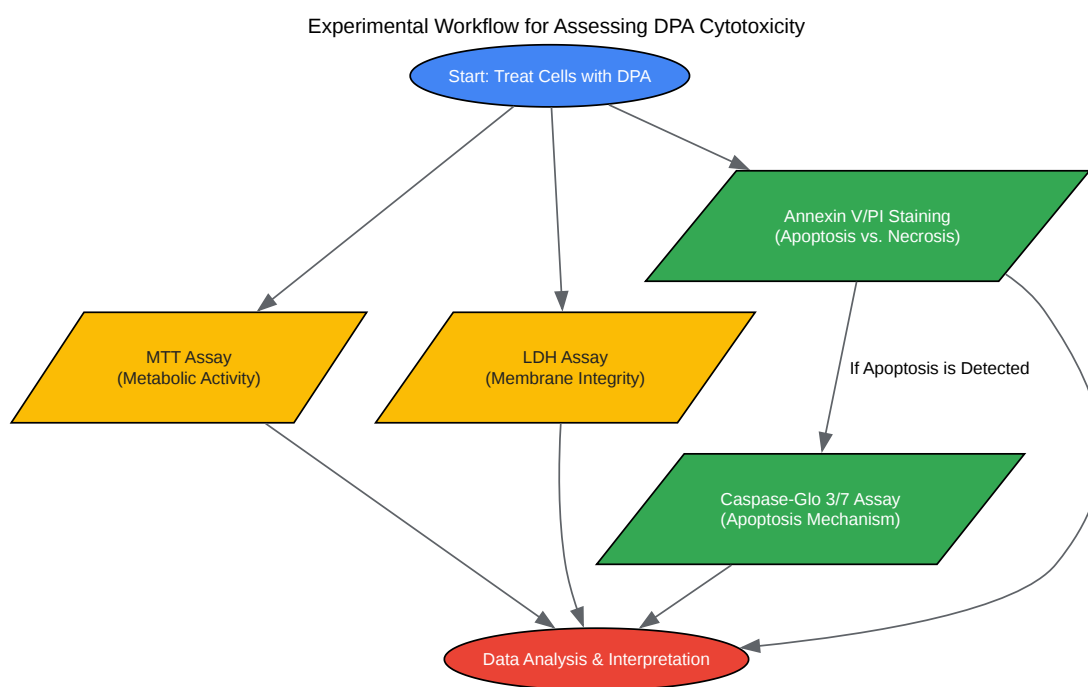 Experimental Workflow for Assessing DPA Cytotoxicity
Start: Treat Cells with DPA
Annexin V/PI Staining
(Apoptosis vs. Necrosis)
MTT Assay
(Metabolic Activity)
LDH Assay
(Membrane Integrity)
If Apoptosis is Detected
Caspase-Glo 3/7 Assay
(Apoptosis Mechanism)
Data Analysis & Interpretation